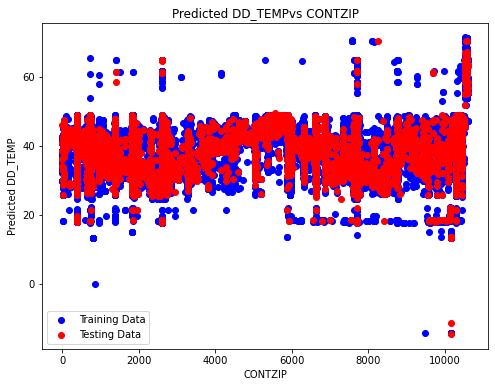 Predicted DD_TEMPvs CONTZIP
60
40
20
0
Predicted DD_TEMP
0
2000
4000
6000
8000
10000
CONTZIP
Training Data
Testing Data